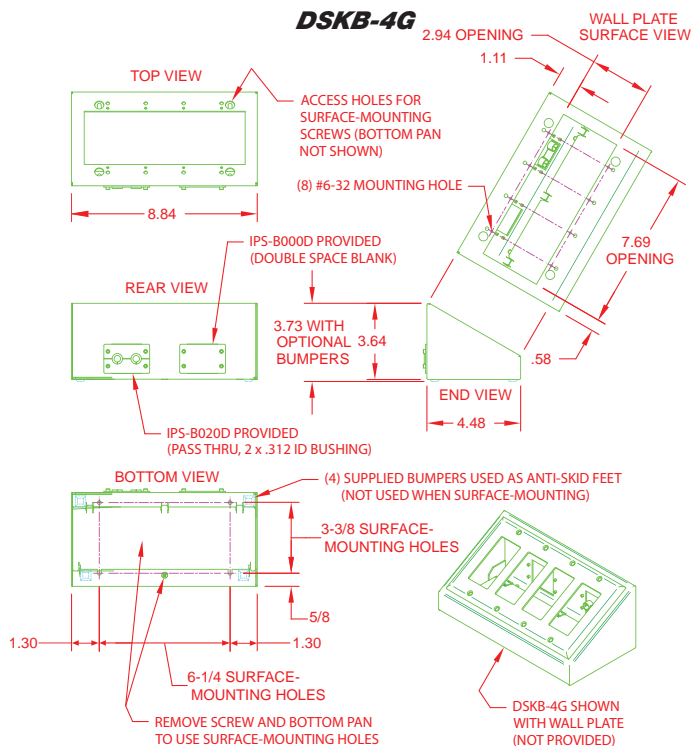 DSKB-4G
WALL PLATE
SURFACE VIEW
2.94 OPENING
1.11
TOP VIEW
ACCESS HOLES FOR
SURFACE-MOUNTING
SCREWS (BOTTOM PAN
NOT SHOWN)
(8) #6-32 MOUNTING HOLE
8.84
7.69
OPENING
.58
IPS-B000D PROVIDED
(DOUBLE SPACE BLANK)
REAR VIEW
3.73 WITH
OPTIONAL
BUMPERS
3.64
END VIEW
4.48
IPS-B020D PROVIDED
(PASS THRU, 2 x .312 ID BUSHING)
BOTTOM VIEW
(4) SUPPLIED BUMPERS USED AS ANTI-SKID FEET
(NOT USED WHEN SURFACE-MOUNTING)
3-3/8 SURFACE-
MOUNTING HOLES
5/8
1.30
1.30
6-1/4 SURFACE-
MOUNTING HOLES
REMOVE SCREW AND BOTTOM PAN
TO USE SURFACE-MOUNTING HOLES
DSKB-4G SHOWN
WITH WALL PLATE
(NOT PROVIDED)